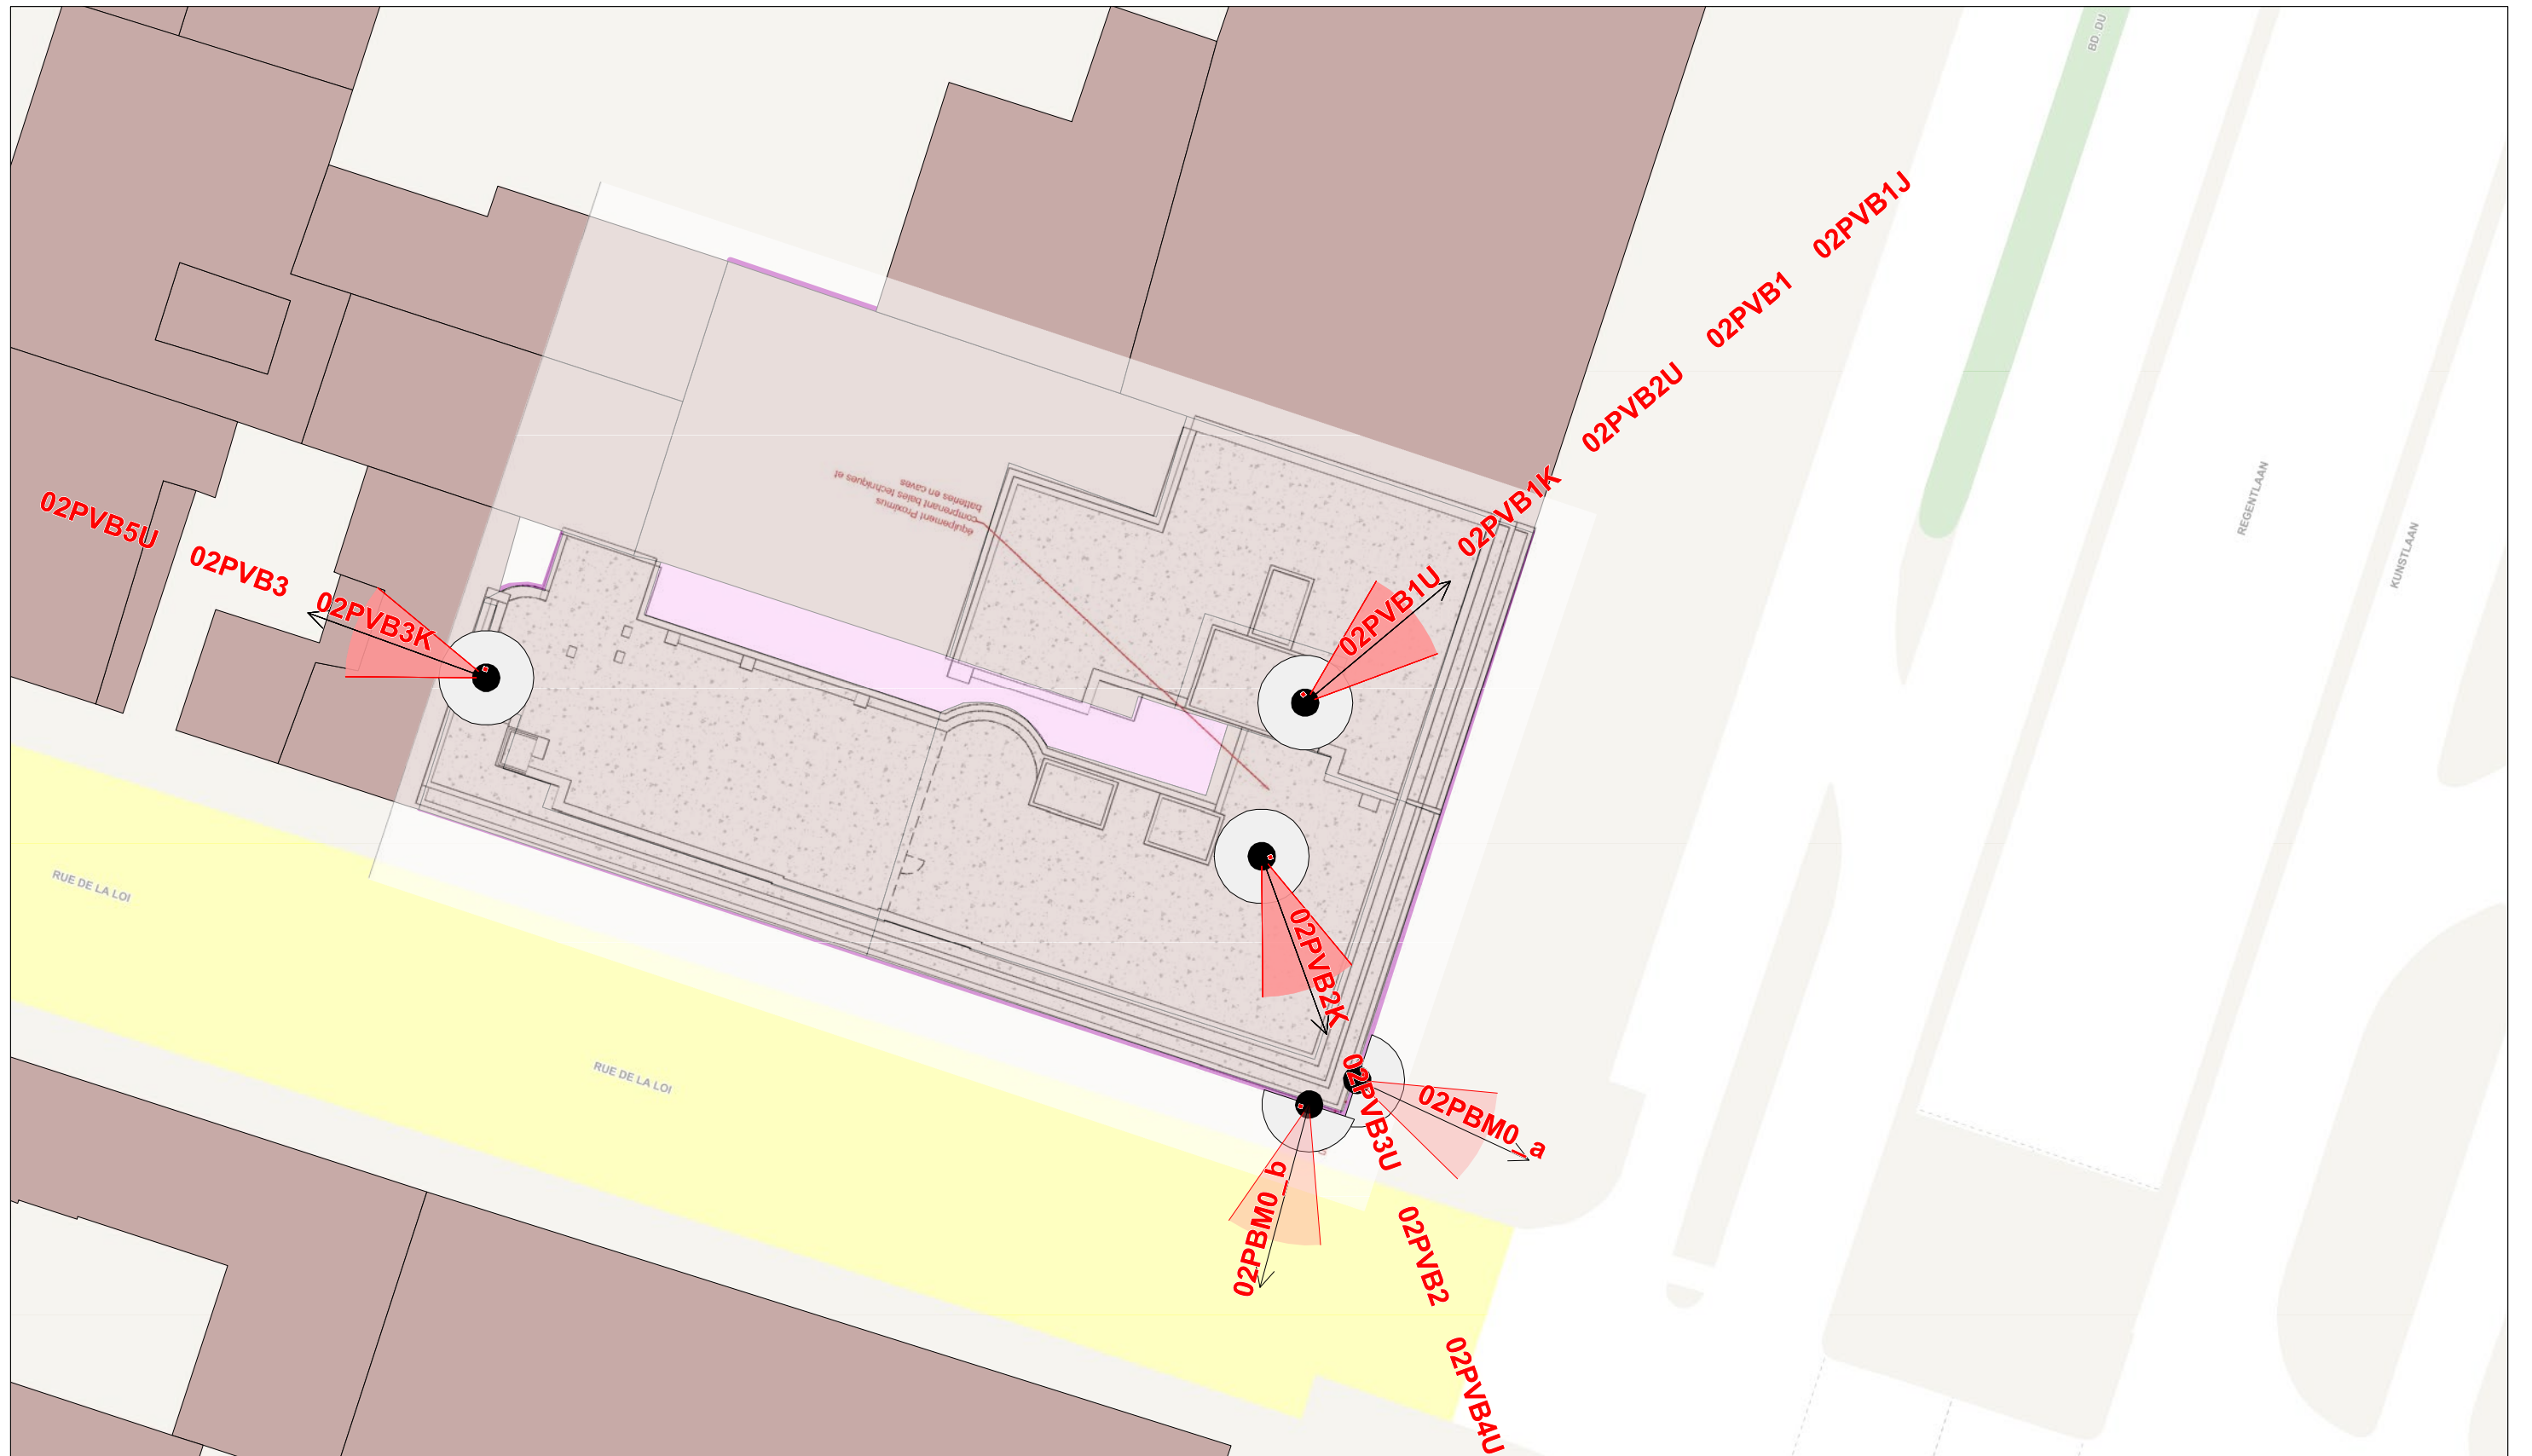 BD. DU
02PVB1J
02PVB1
02PVB2U
02PVB1K
02PVB1U
REGENTLAAN
KUNSTLAAN
équipement Proximus
comprenant baies techniques et
batteries en caves
02PVB5U
02PVB3
02PVB3K
RUE DE LA LOI
RUE DE LA LOI
02PVB2K
02PVB3U
02PBM0_a
02PBM0_b
02PVB2
02PVB4U